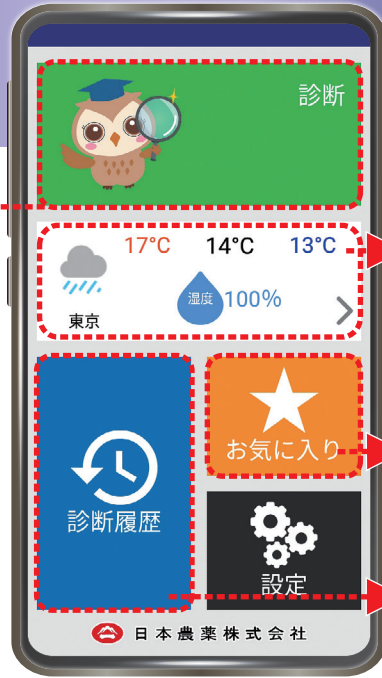 診断
17°C 14°C 13°C
湿度 100%
東京
お気に入り
診断履歴
設定
日本農薬株式会社